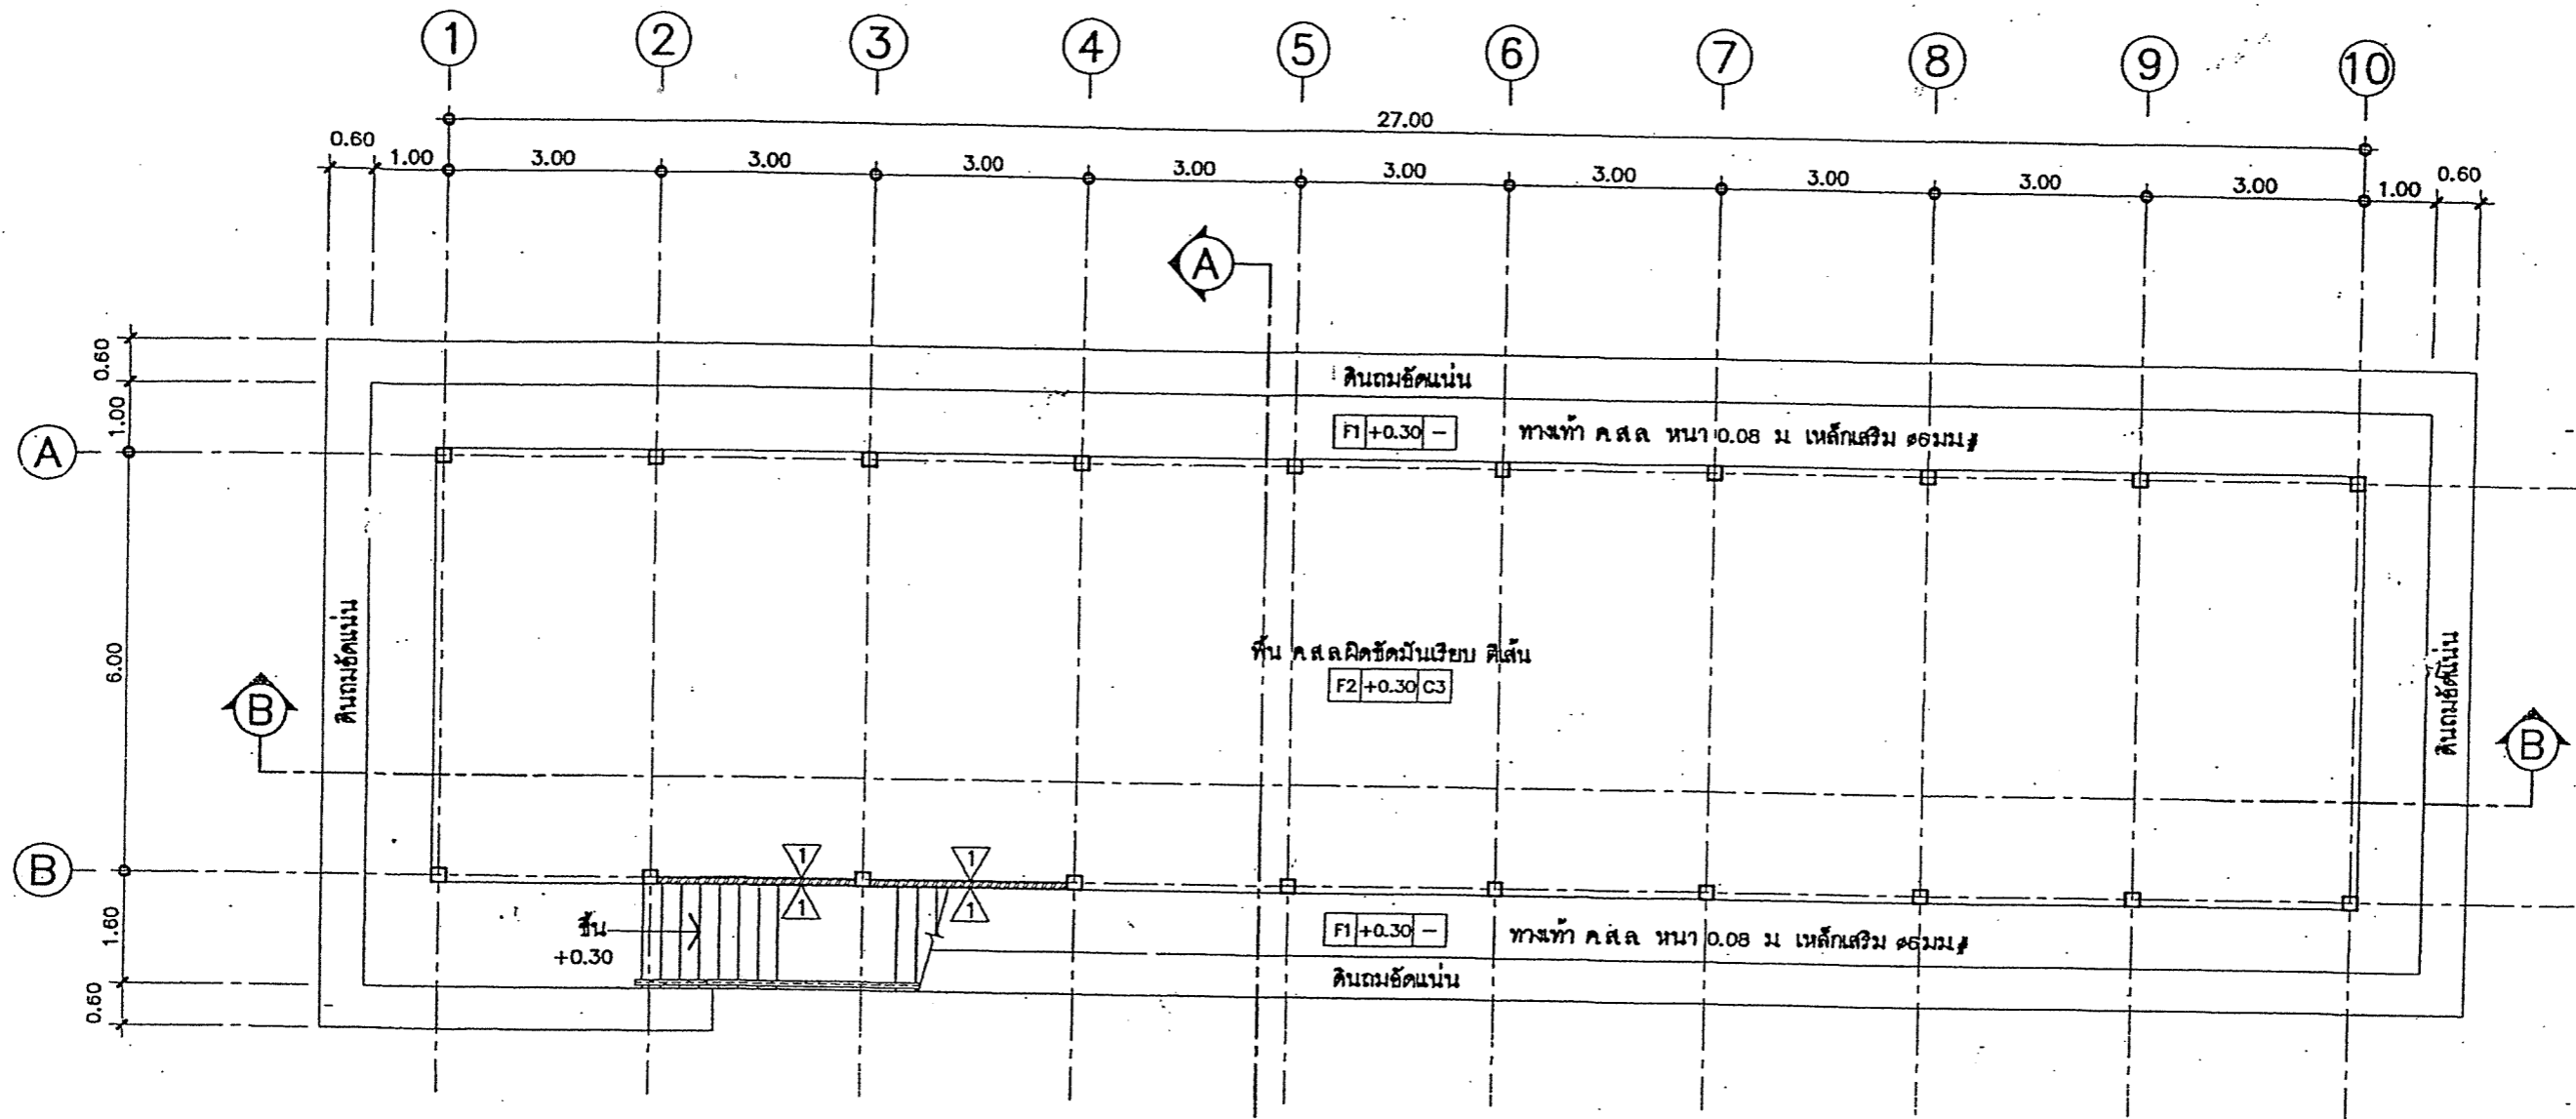 1 2 3 4 5 6 7 8 9 10
27.00
0.60 1.00 3.00 3.00 3.00 3.00 3.00 3.00 3.00 3.00 3.00 1.00 0.60
A
0.60
ดินถมอัดแน่น
1.00
F1 +0.30 -
ทางเท้า ค.ส.ล. หนา 0.08 ม เหล็กเสริม ø6มม#
A
6.00
ดินถมอัดแน่น
พื้น ค.ส.ล.ผิวขัดมันเรียบ ตีเส้น
F2 +0.30 C3
ดินถมอัดแน่น
B
B
B
1
1
1
1
1.60
ขึ้น
+0.30
F1 +0.30 -
ทางเท้า ค.ส.ล. หนา 0.08 ม เหล็กเสริม ø6มม#
ดินถมอัดแน่น
0.60